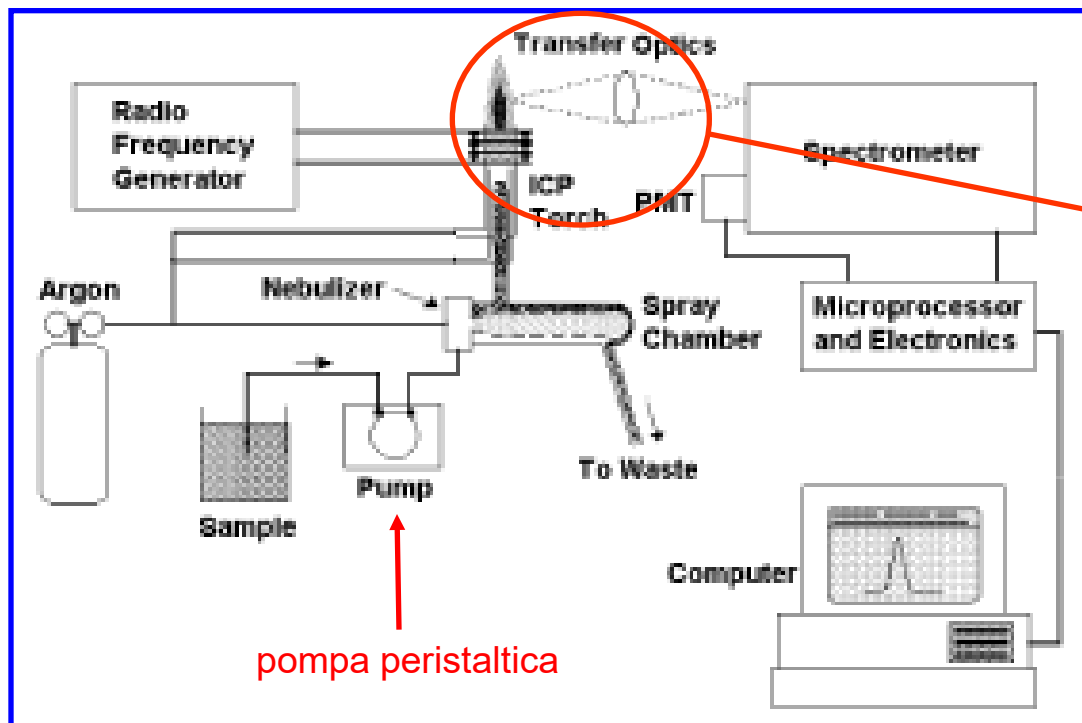 Transfer Optics
Radio
Frequency
Generator
Spectrometer
ICP
Torch
PMT
Argon
Nebulizer
Spray
Chamber
Microprocessor
and Electronics
To Waste
Pump
Sample
Computer
pompa peristaltica